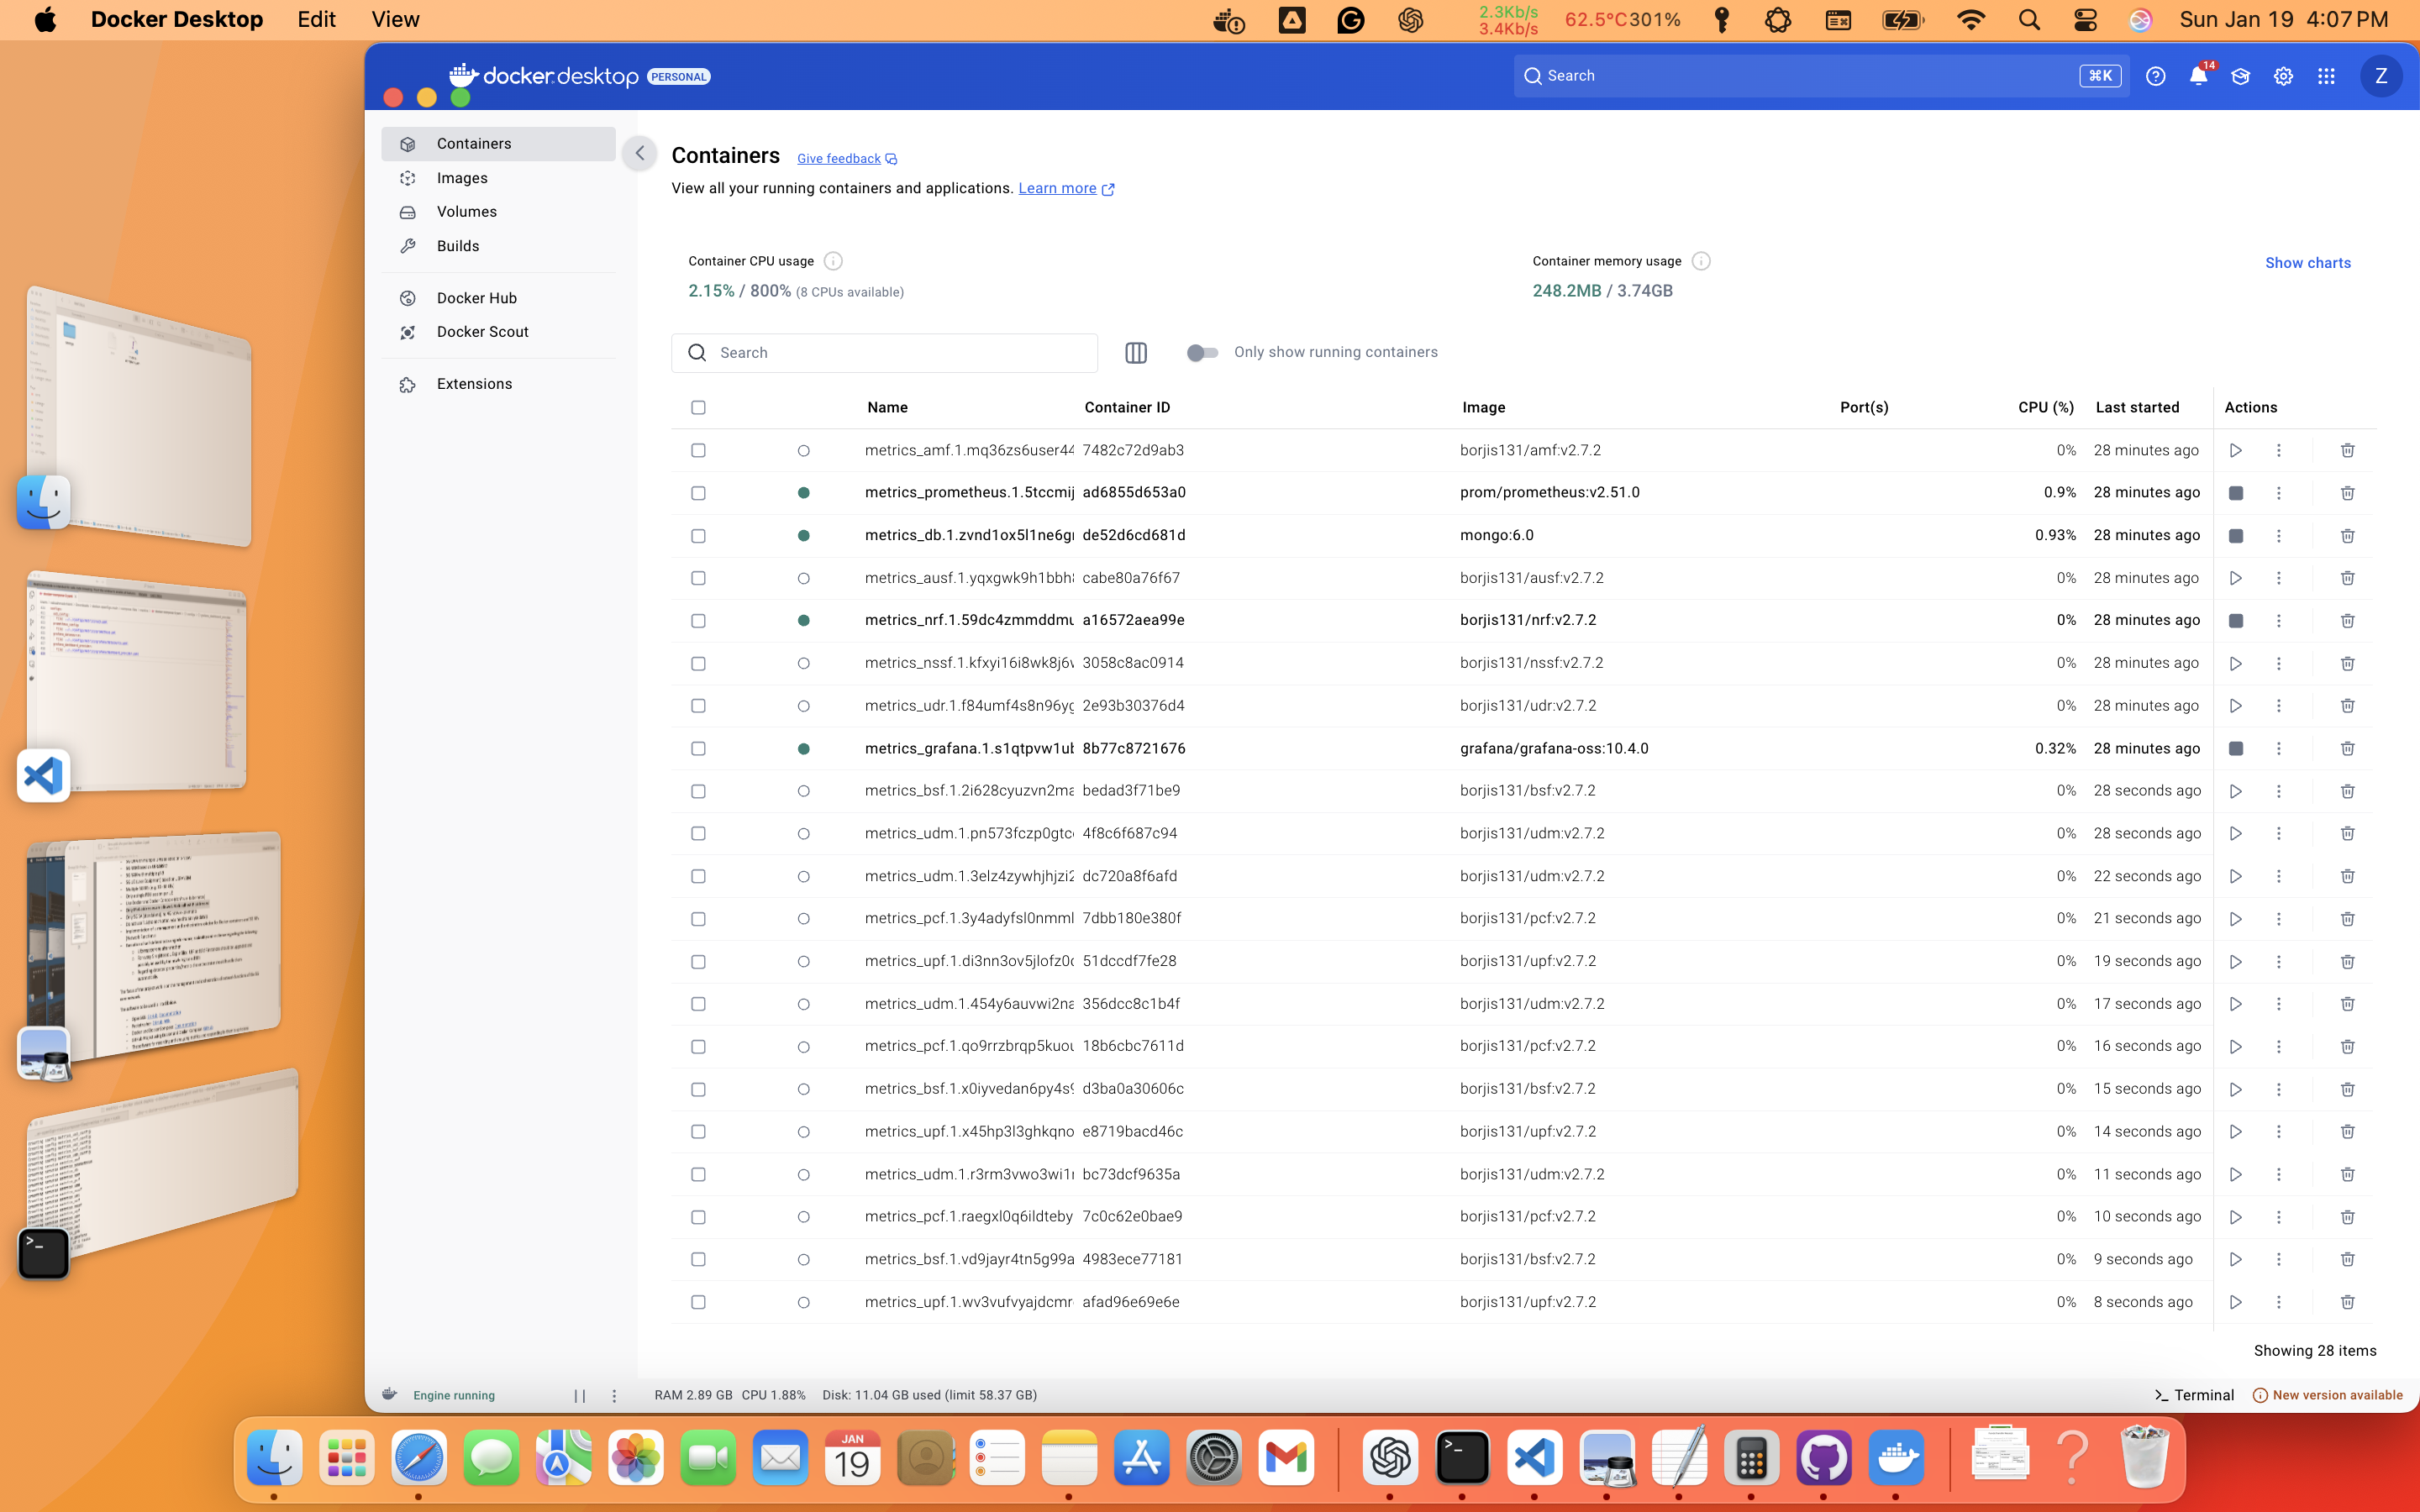 Docker Desktop Edit View
2.3Kb/s
3.4Kb/s
62.5°C301%
Sun Jan 19 4:07 PM
docker desktop PERSONAL
Search ⌘K
14
Z
Containers
Images
Volumes
Builds
Docker Hub
Docker Scout
Extensions
Containers Give feedback
View all your running containers and applications. Learn more
Container CPU usage
2.15% / 800% (8 CPUs available)
Container memory usage
248.2MB / 3.74GB
Show charts
Search
Only show running containers
Name Container ID Image Port(s) CPU (%) Last started Actions
metrics_amf.1.mq36zs6user44 7482c72d9ab3 borjis131/amf:v2.7.2 0% 28 minutes ago
metrics_prometheus.1.5tccmij ad6855d653a0 prom/prometheus:v2.51.0 0.9% 28 minutes ago
metrics_db.1.zvnd1ox5l1ne6g de52d6cd681d mongo:6.0 0.93% 28 minutes ago
metrics_ausf.1.yqxgwk9h1bbh cabe80a76f67 borjis131/ausf:v2.7.2 0% 28 minutes ago
metrics_nrf.1.59dc4zmmddmu a16572aea99e borjis131/nrf:v2.7.2 0% 28 minutes ago
metrics_nssf.1.kfxyi16i8wk8j6 3058c8ac0914 borjis131/nssf:v2.7.2 0% 28 minutes ago
metrics_udr.1.f84umf4s8n96y 2e93b30376d4 borjis131/udr:v2.7.2 0% 28 minutes ago
metrics_grafana.1.s1qtpvw1u 8b77c8721676 grafana/grafana-oss:10.4.0 0.32% 28 minutes ago
metrics_bsf.1.2i628cyuzvn2ma bedad3f71be9 borjis131/bsf:v2.7.2 0% 28 seconds ago
metrics_udm.1.pn573fczp0gtc 4f8c6f687c94 borjis131/udm:v2.7.2 0% 28 seconds ago
metrics_udm.1.3elz4zywhjhjzi2 dc720a8f6afd borjis131/udm:v2.7.2 0% 22 seconds ago
metrics_pcf.1.3y4adyfsl0nmml 7dbb180e380f borjis131/pcf:v2.7.2 0% 21 seconds ago
metrics_upf.1.di3nn3ov5jlofz0 51dccdf7fe28 borjis131/upf:v2.7.2 0% 19 seconds ago
metrics_udm.1.454y6auvwi2na 356dcc8c1b4f borjis131/udm:v2.7.2 0% 17 seconds ago
metrics_pcf.1.qo9rrzbrqp5kuou 18b6cbc7611d borjis131/pcf:v2.7.2 0% 16 seconds ago
metrics_bsf.1.x0iyvedan6py4s9 d3ba0a30606c borjis131/bsf:v2.7.2 0% 15 seconds ago
metrics_upf.1.x45hp3l3ghkqno e8719bacd46c borjis131/upf:v2.7.2 0% 14 seconds ago
metrics_udm.1.r3rm3vwo3wi1 bc73dcf9635a borjis131/udm:v2.7.2 0% 11 seconds ago
metrics_pcf.1.raegxl0q6ildteby 7c0c62e0bae9 borjis131/pcf:v2.7.2 0% 10 seconds ago
metrics_bsf.1.vd9jayr4tn5g99a 4983ece77181 borjis131/bsf:v2.7.2 0% 9 seconds ago
metrics_upf.1.wv3vufvyajdcmr afad96e69e6e borjis131/upf:v2.7.2 0% 8 seconds ago
Showing 28 items
Engine running
RAM 2.89 GB CPU 1.88% Disk: 11.04 GB used (limit 58.37 GB)
>_ Terminal
New version available
JAN
19